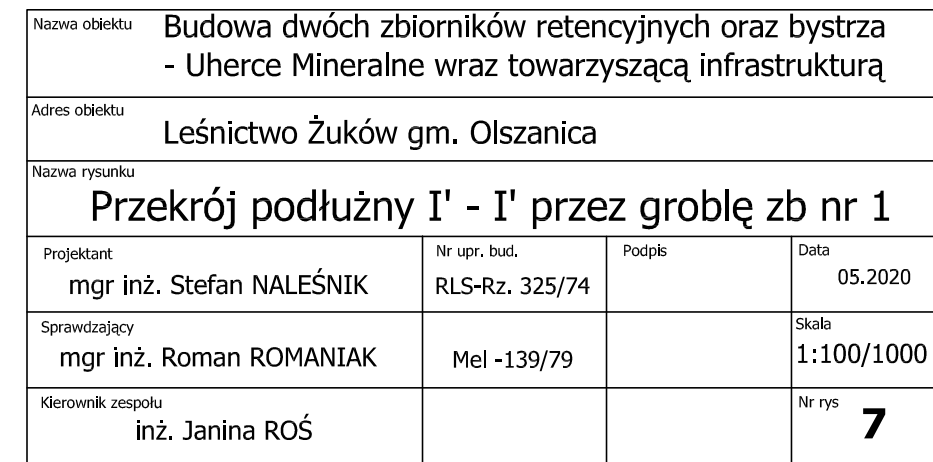 Nazwa obiektu
Budowa dwóch zbiorników retencyjnych oraz bystrza
- Uherce Mineralne wraz towarzyszącą infrastrukturą
Adres obiektu
Leśnictwo Żuków gm. Olszanica
Nazwa rysunku
Przekrój podłużny I' - I' przez groblę zb nr 1
Projektant
mgr inż. Stefan NALEŚNIK
Nr upr. bud.
RLS-Rz. 325/74
Podpis
Data
05.2020
Sprawdzający
mgr inż. Roman ROMANIAK
Mel -139/79
Skala
1:100/1000
Kierownik zespołu
inż. Janina ROŚ
Nr rys
7